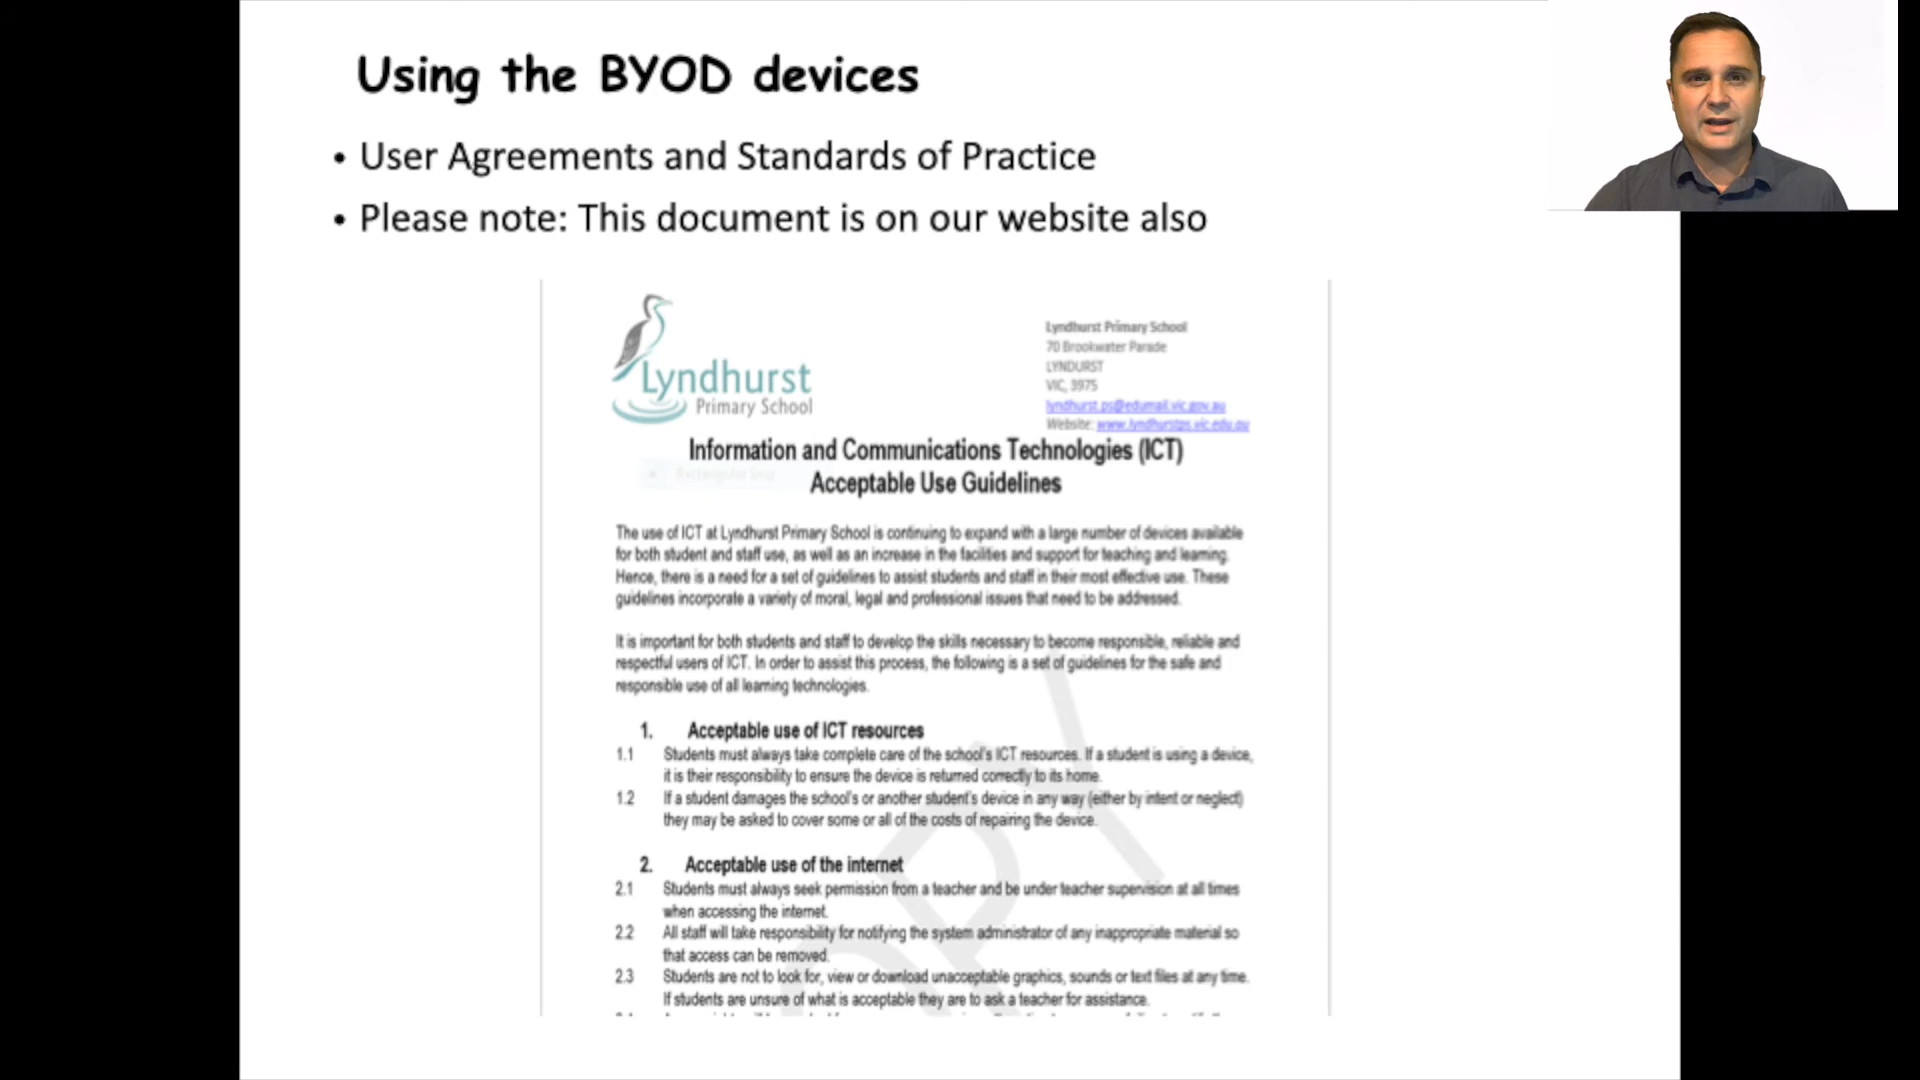 Using the BYOD devices
• User Agreements and Standards of Practice
• Please note: This document is on our website also
Lyndhurst
Primary School
Lyndhurst Primary School
70 Brookwater Parade
LYNDURST
VIC, 3975
lyndhurst.ps@edumail.vic.gov.au
Website: www.lyndhurstps.vic.edu.au
Information and Communications Technologies (ICT)
Acceptable Use Guidelines
Rectangular Snip
The use of ICT at Lyndhurst Primary School is continuing to expand with a large number of devices available
for both student and staff use, as well as an increase in the facilities and support for teaching and learning.
Hence, there is a need for a set of guidelines to assist students and staff in their most effective use. These
guidelines incorporate a variety of moral, legal and professional issues that need to be addressed.
It is important for both students and staff to develop the skills necessary to become responsible, reliable and
respectful users of ICT. In order to assist this process, the following is a set of guidelines for the safe and
responsible use of all learning technologies.
1. Acceptable use of ICT resources
1.1 Students must always take complete care of the school's ICT resources. If a student is using a device,
it is their responsibility to ensure the device is returned correctly to its home.
1.2 If a student damages the school's or another student's device in any way (either by intent or neglect)
they may be asked to cover some or all of the costs of repairing the device.
2. Acceptable use of the internet
2.1 Students must always seek permission from a teacher and be under teacher supervision at all times
when accessing the internet.
2.2 All staff will take responsibility for notifying the system administrator of any inappropriate material so
that access can be removed.
2.3 Students are not to look for, view or download unacceptable graphics, sounds or text files at any time.
If students are unsure of what is acceptable they are to ask a teacher for assistance.